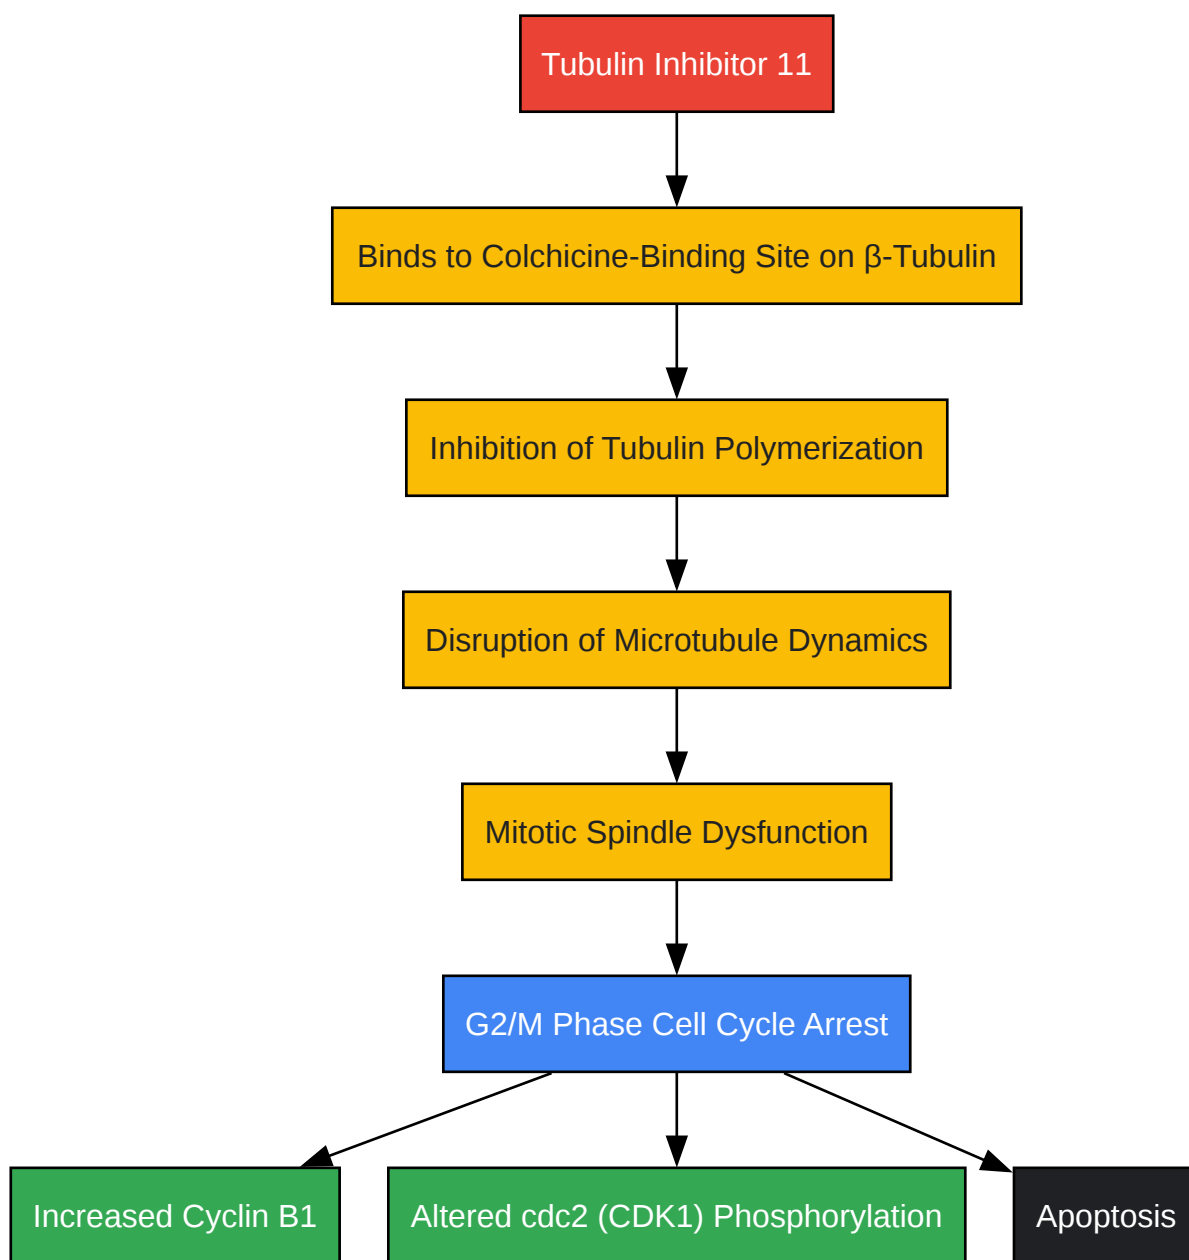 Tubulin Inhibitor 11
Binds to Colchicine-Binding Site on β-Tubulin
Inhibition of Tubulin Polymerization
Disruption of Microtubule Dynamics
Mitotic Spindle Dysfunction
G2/M Phase Cell Cycle Arrest
Increased Cyclin B1
Altered cdc2 (CDK1) Phosphorylation
Apoptosis